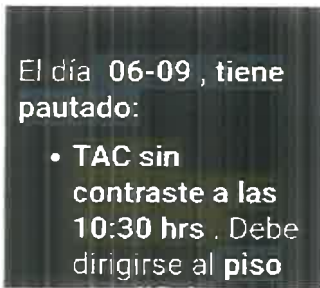 El día 06-09 , tiene
pautado:
• TAC sin
contraste a las
10:30 hrs . Debe
dirigirse al piso